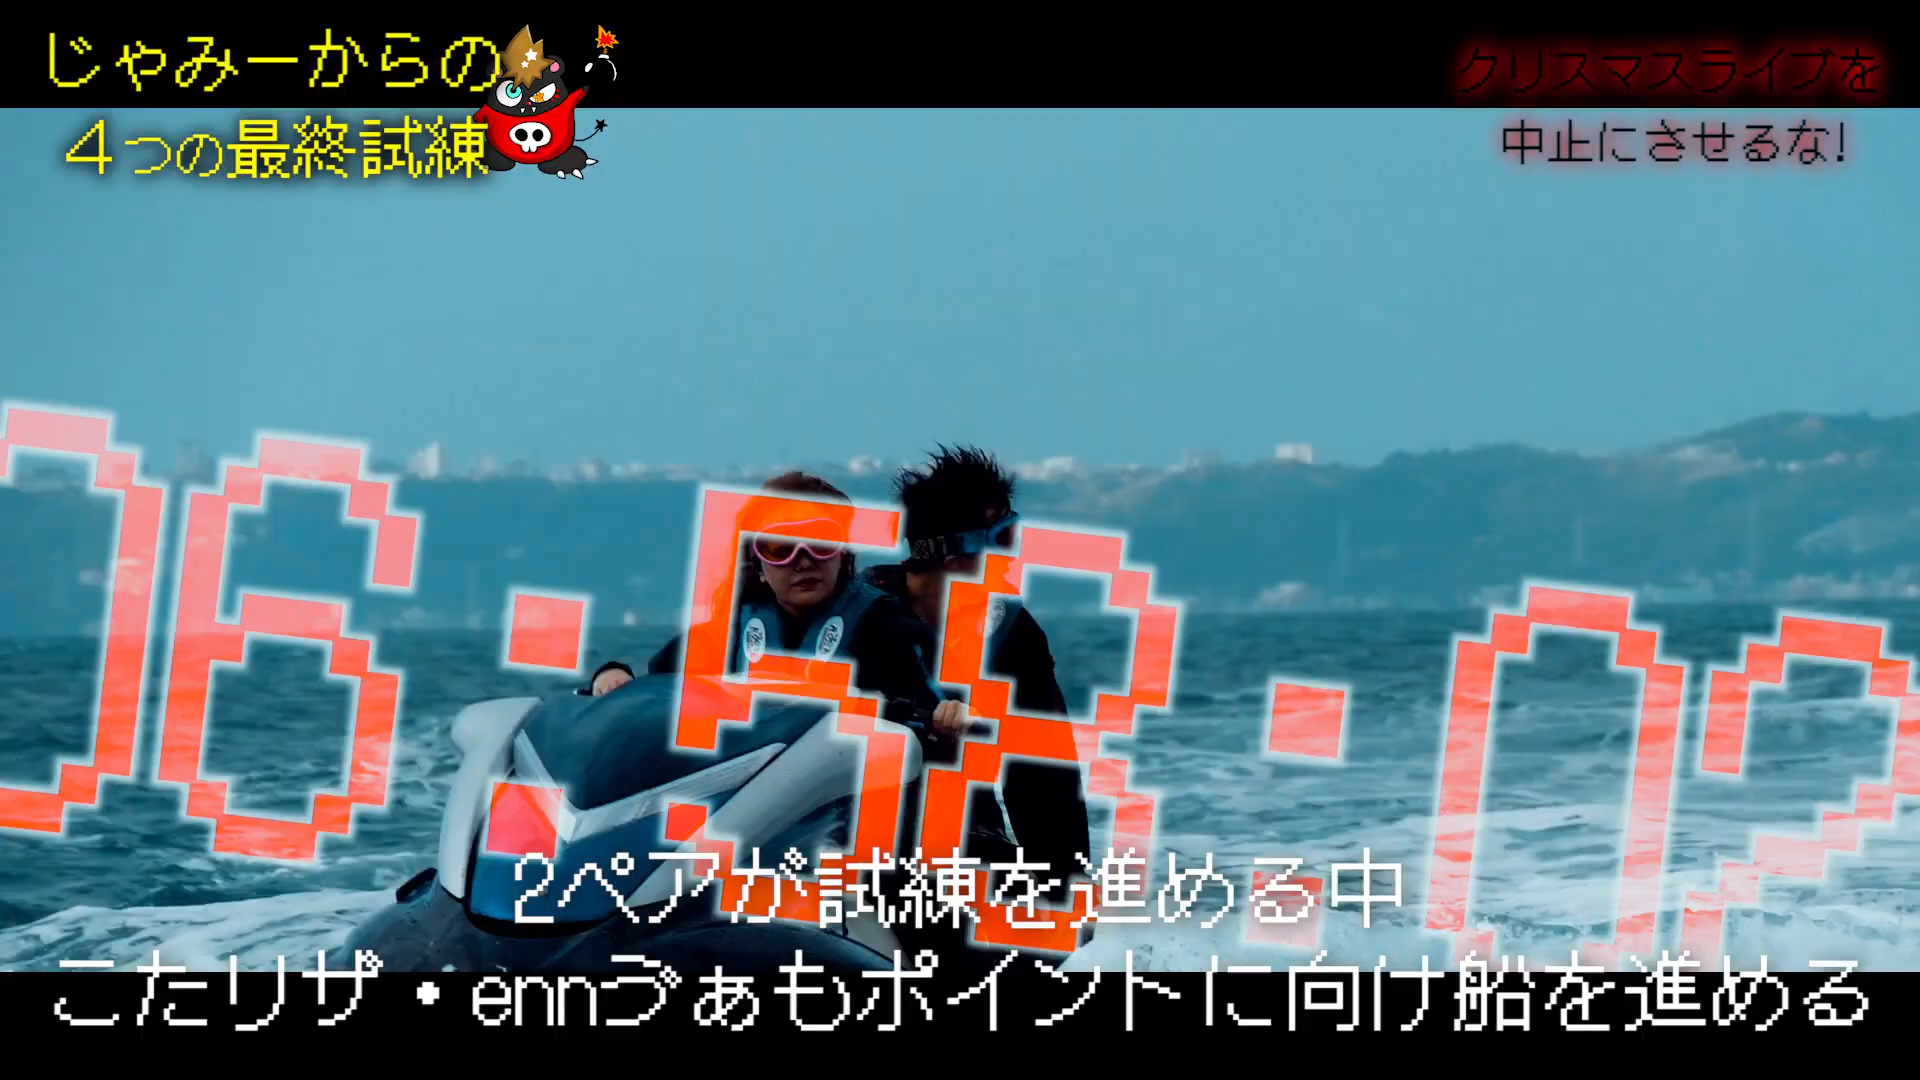 じゃみーからの
4つの最終試練
クリスマスライブを
中止にさせるな!
06:58:02
2ペアが試練を進める中
こたリザ・ennゔぁもポイントに向け船を進める